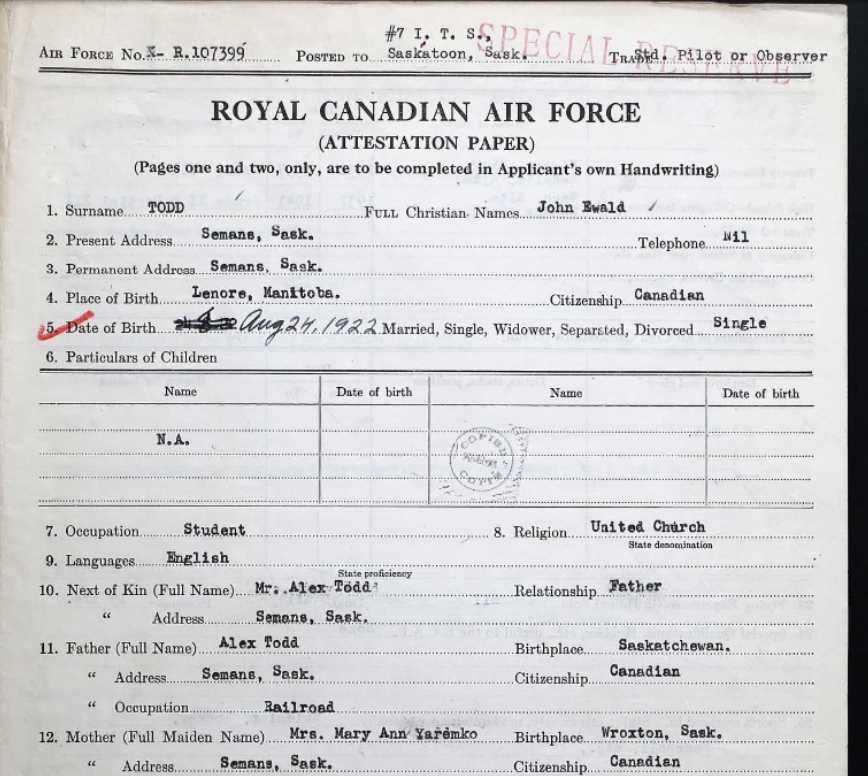 #7 I. T. S., SPECIAL RESERVE
AIR FORCE No. X- R.107399 POSTED TO Saskatoon, Sask. TRADE Std. Pilot or Observer
ROYAL CANADIAN AIR FORCE
(ATTESTATION PAPER)
(Pages one and two, only, are to be completed in Applicant's own Handwriting)
1. Surname TODD FULL Christian Names John Ewald
2. Present Address Semans, Sask. Telephone Nil
3. Permanent Address Semans, Sask.
4. Place of Birth Lenore, Manitoba. Citizenship Canadian
5. Date of Birth Aug 24, 1922 Married, Single, Widower, Separated, Divorced Single
6. Particulars of Children
Name Date of birth Name Date of birth
N.A.
COPIED
COPIED
7. Occupation Student 8. Religion United Church
State denomination
9. Languages English
State proficiency
10. Next of Kin (Full Name) Mr. Alex Todd Relationship Father
" Address Semans, Sask.
11. Father (Full Name) Alex Todd Birthplace Saskatchewan.
" Address Semans, Sask. Citizenship Canadian
" Occupation Railroad
12. Mother (Full Maiden Name) Mrs. Mary Ann Yaremko Birthplace Wroxton, Sask.
" Address Semans, Sask. Citizenship Canadian